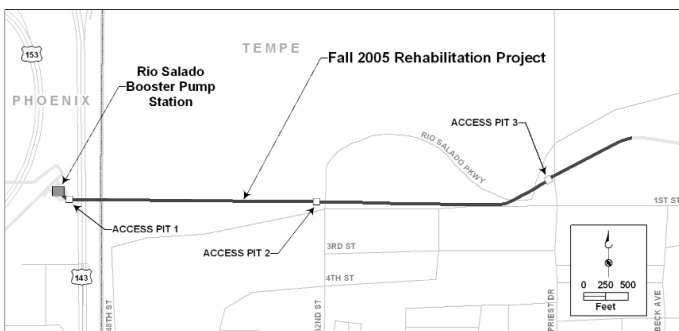 153
TEMPE
Fall 2005 Rehabilitation Project
Rio Salado
Booster Pump
Station
PHOENIX
ACCESS PIT 3
RIO SALADO PKWY
1ST ST
ACCESS PIT 1
ACCESS PIT 2
3RD ST
4TH ST
143
48TH ST
52ND ST
PRIEST DR
BECK AVE
0 250 500
Feet